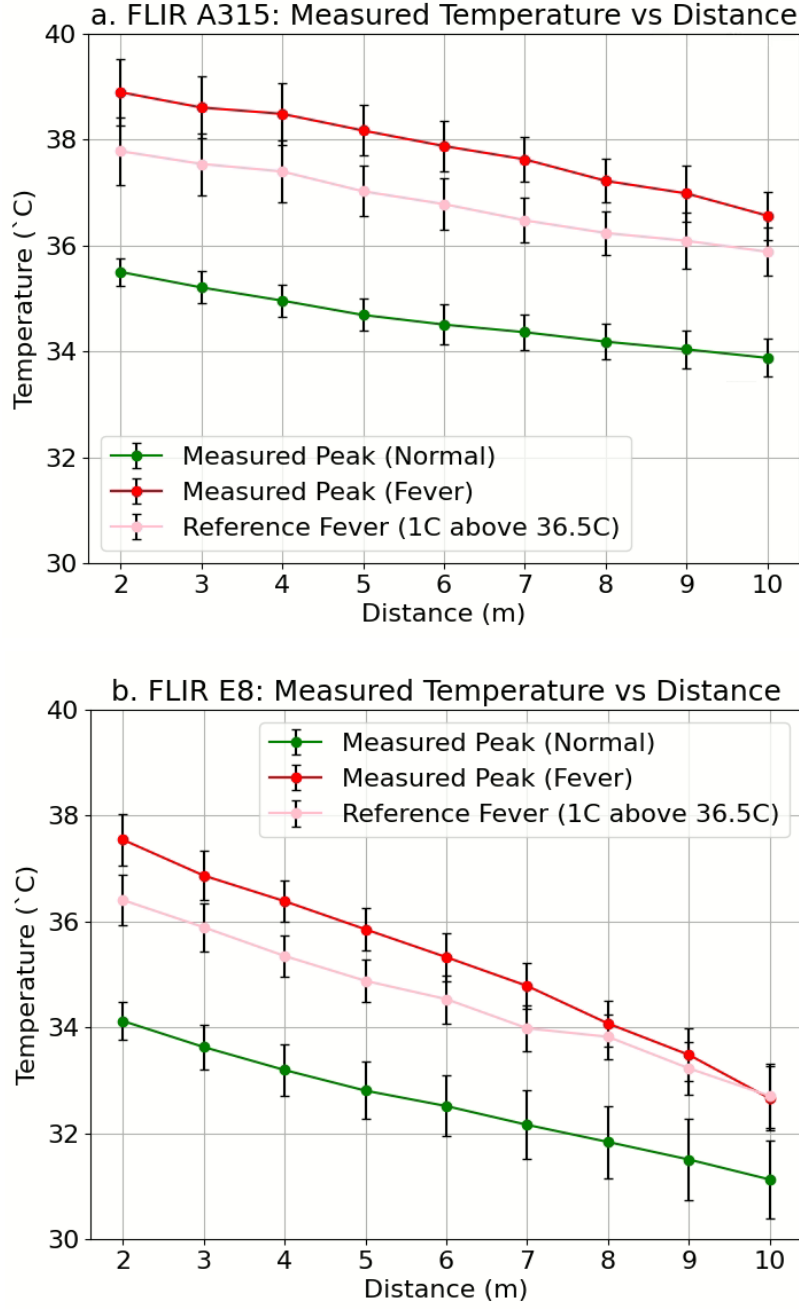 a. FLIR A315: Measured Temperature vs Distance
40
38
36
34
32
30
Temperature (`C)
Measured Peak (Normal)
Measured Peak (Fever)
Reference Fever (1C above 36.5C)
2 3 4 5 6 7 8 9 10
Distance (m)
b. FLIR E8: Measured Temperature vs Distance
40
38
36
34
32
30
Temperature (`C)
Measured Peak (Normal)
Measured Peak (Fever)
Reference Fever (1C above 36.5C)
2 3 4 5 6 7 8 9 10
Distance (m)